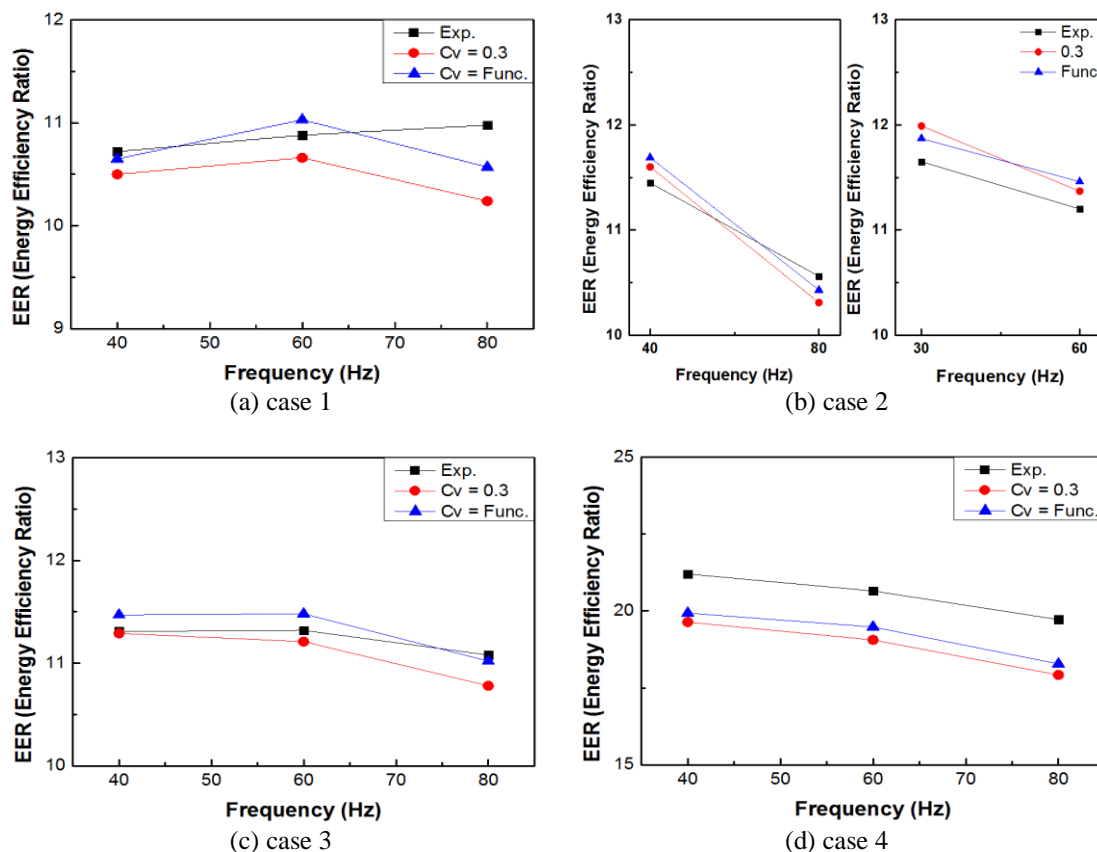 12
11
10
9
EER (Energy Efficiency Ratio)
Exp.
Cv = 0.3
Cv = Func.
40 50 60 70 80
Frequency (Hz)
(a) case 1
13
12
11
10
EER (Energy Efficiency Ratio)
40 80
Frequency (Hz)
13
12
11
10
EER (Energy Efficiency Ratio)
Exp.
0.3
Func.
30 60
Frequency (Hz)
(b) case 2
13
12
11
10
EER (Energy Efficiency Ratio)
Exp.
Cv = 0.3
Cv = Func.
40 50 60 70 80
Frequency (Hz)
(c) case 3
25
20
15
EER (Energy Efficiency Ratio)
Exp.
Cv = 0.3
Cv = Func.
40 50 60 70 80
Frequency (Hz)
(d) case 4